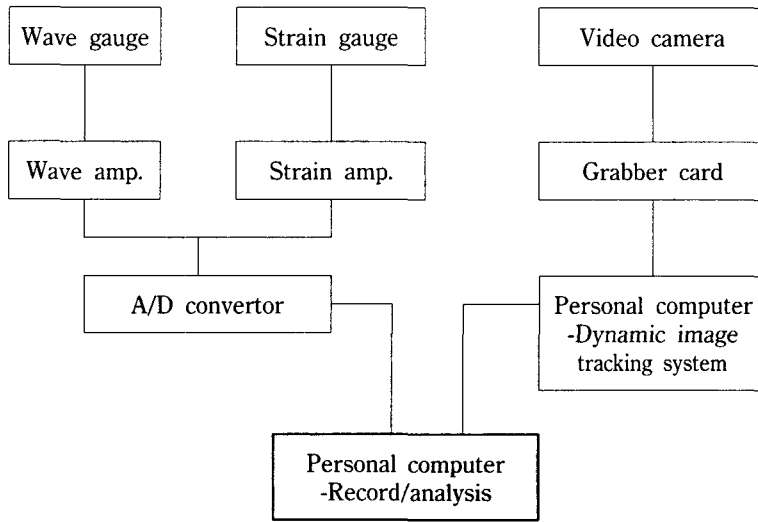 Wave gauge
Strain gauge
Video camera
Wave amp.
Strain amp.
Grabber card
A/D convertor
Personal computer
-Dynamic image
tracking system
Personal computer
-Record/analysis